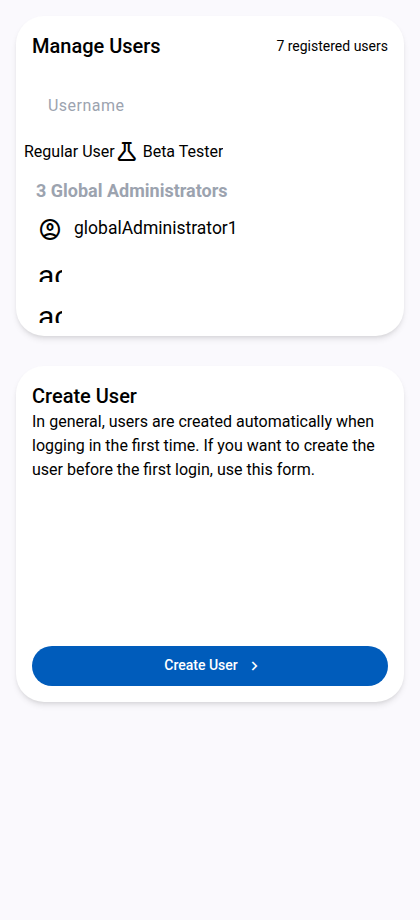 Manage Users
7 registered users
Username
Regular User
Beta Tester
3 Global Administrators
globalAdministrator1
Create User
In general, users are created automatically when
logging in the first time. If you want to create the
user before the first login, use this form.
Create User